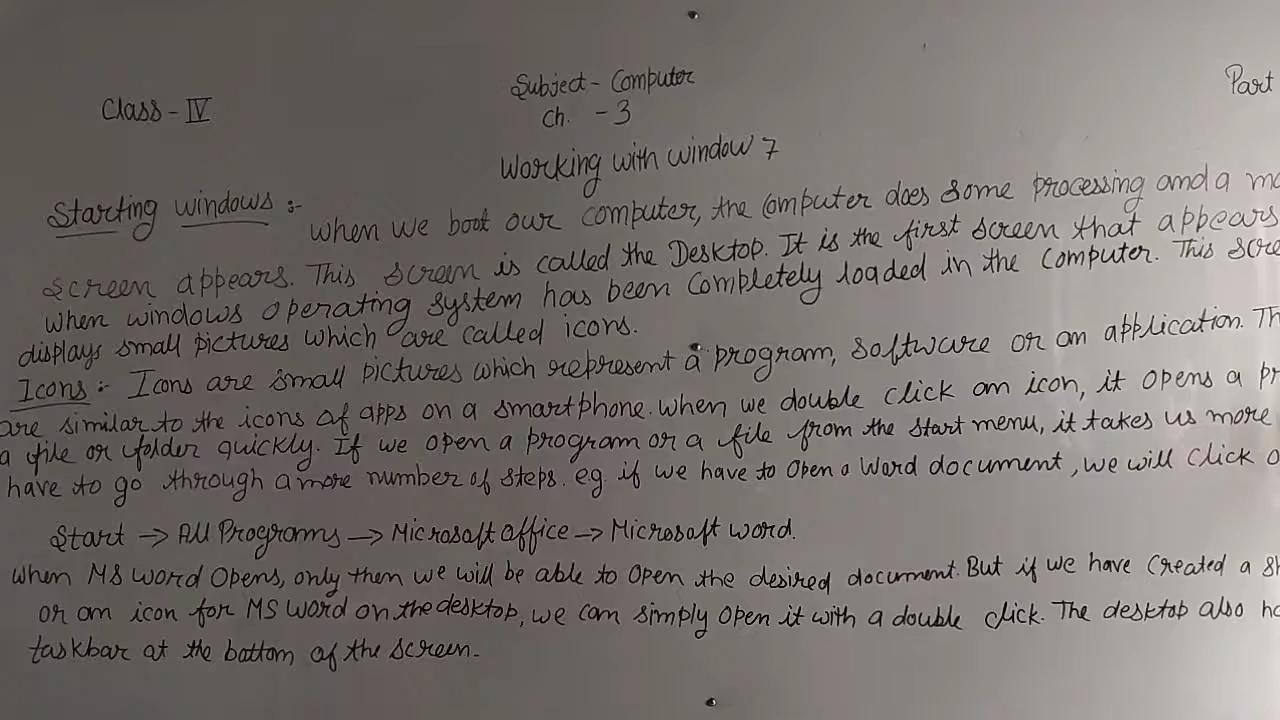 Subject - Computer
Class - IV
Part
Ch. - 3
Working with window 7
Starting windows :- when we boot our computer, the computer does some processing and a
screen appears. This screen is called the Desktop. It is the first screen that appears
when windows operating system has been completely loaded in the computer. This
displays small pictures which are called icons.
Icons :- Icons are small pictures which represent a program, software or an application.
are similar to the icons of apps on a smartphone. when we double click an icon, it opens a
a file or folder quickly. If we open a program or a file from the start menu, it takes us more
have to go through a more number of steps. eg. if we have to open a Word document, we will click
Start → All Programs → Microsoft office → Microsoft word.
When MS word opens, only then we will be able to open the desired document. But if we have created a
or an icon for MS word on the desktop, we can simply open it with a double click. The desktop also
taskbar at the bottom of the screen.